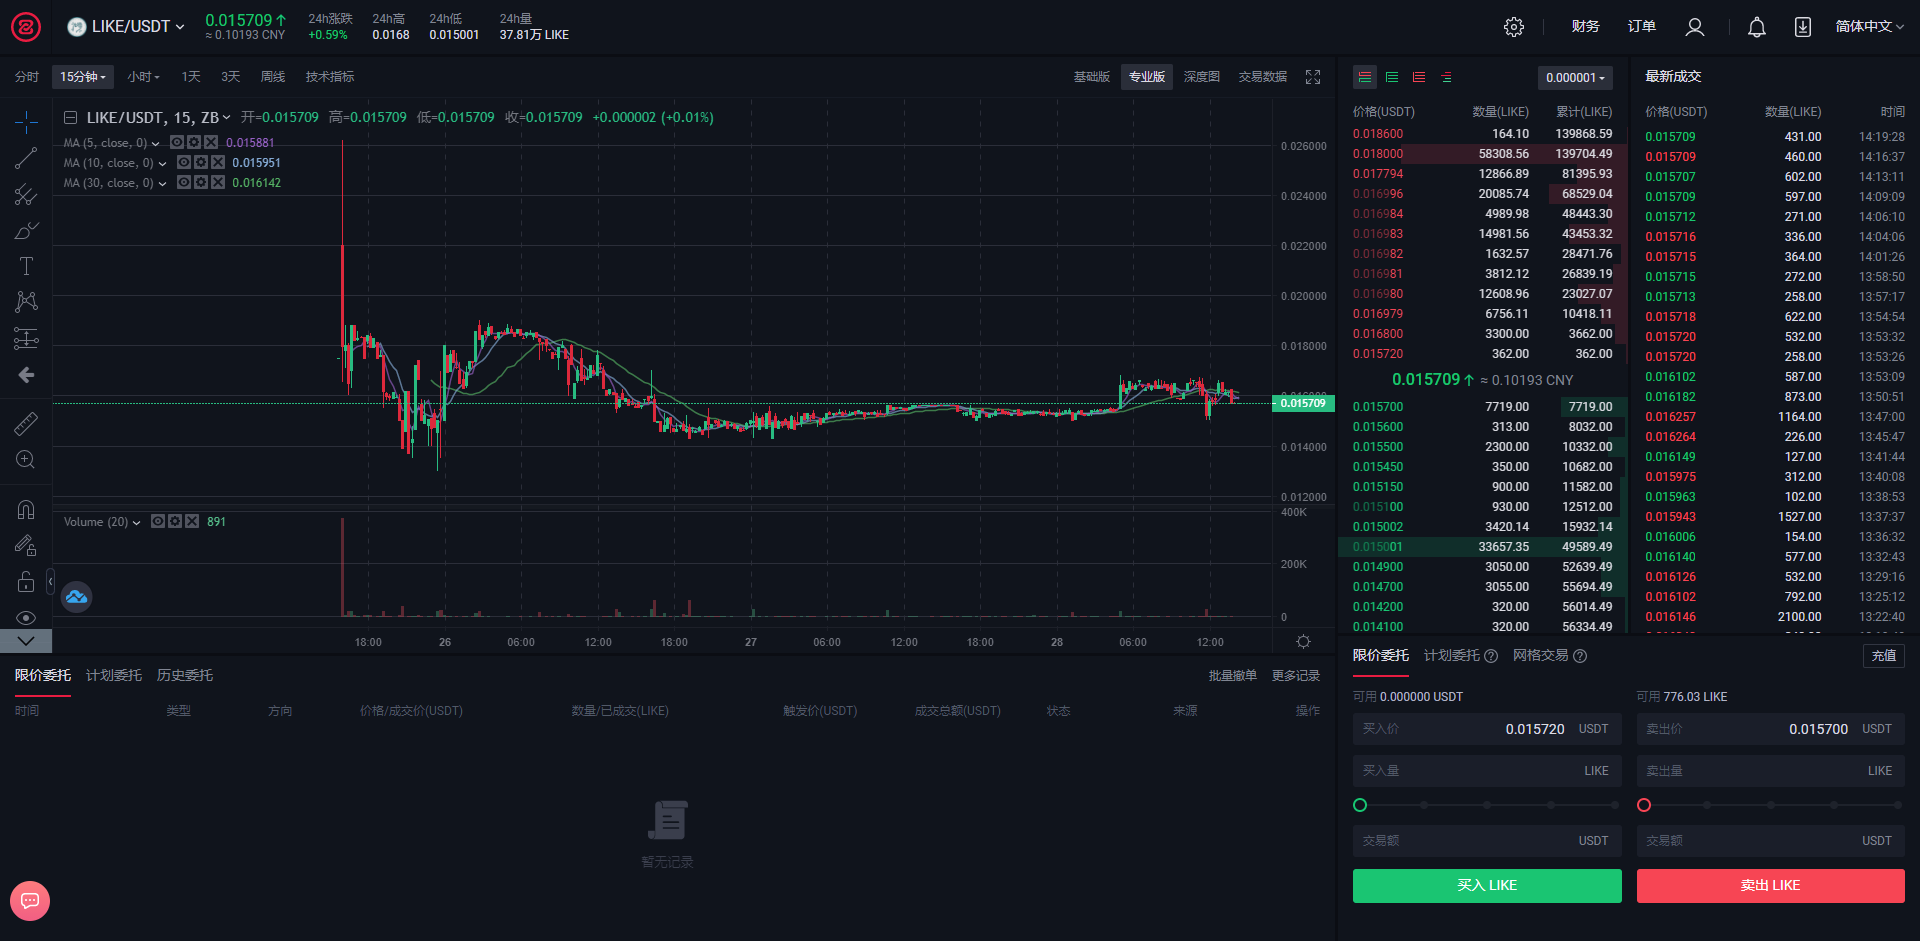 LIKE/USDT
0.015709↑
≈ 0.10193 CNY
24h涨跌
+0.59%
24h高
0.0168
24h低
0.015001
24h量
37.81万 LIKE
财务
订单
简体中文
分时 15分钟 小时 1天 3天 周线 技术指标
基础版 专业版 深度图 交易数据
LIKE/USDT, 15, ZB 开=0.015709 高=0.015709 低=0.015709 收=0.015709 +0.000002 (+0.01%)
MA (5, close, 0) 0.015881
MA (10, close, 0) 0.015951
MA (30, close, 0) 0.016142
0.026000
0.024000
0.022000
0.020000
0.018000
0.015709
0.014000
0.012000
Volume (20) 891
400K
200K
0
18:00 26 06:00 12:00 18:00 27 06:00 12:00 18:00 28 06:00 12:00
0.000001
价格(USDT) 数量(LIKE) 累计(LIKE)
0.018600 164.10 139868.59
0.018000 58308.56 139704.49
0.017794 12866.89 81395.93
0.016996 20085.74 68529.04
0.016984 4989.98 48443.30
0.016983 14981.56 43453.32
0.016982 1632.57 28471.76
0.016981 3812.12 26839.19
0.016980 12608.96 23027.07
0.016979 6756.11 10418.11
0.016800 3300.00 3662.00
0.015720 362.00 362.00
0.015709↑ ≈ 0.10193 CNY
0.015700 7719.00 7719.00
0.015600 313.00 8032.00
0.015500 2300.00 10332.00
0.015450 350.00 10682.00
0.015150 900.00 11582.00
0.015100 930.00 12512.00
0.015002 3420.14 15932.14
0.015001 33657.35 49589.49
0.014900 3050.00 52639.49
0.014700 3055.00 55694.49
0.014200 320.00 56014.49
0.014100 320.00 56334.49
最新成交
价格(USDT) 数量(LIKE) 时间
0.015709 431.00 14:19:28
0.015709 460.00 14:16:37
0.015707 602.00 14:13:11
0.015709 597.00 14:09:09
0.015712 271.00 14:06:10
0.015716 336.00 14:04:06
0.015715 364.00 14:01:26
0.015715 272.00 13:58:50
0.015713 258.00 13:57:17
0.015718 622.00 13:54:54
0.015720 532.00 13:53:32
0.015720 258.00 13:53:26
0.016102 587.00 13:53:09
0.016182 873.00 13:50:51
0.016257 1164.00 13:47:00
0.016264 226.00 13:45:47
0.016149 127.00 13:41:44
0.015975 312.00 13:40:08
0.015963 102.00 13:38:53
0.015943 1527.00 13:37:37
0.016006 154.00 13:36:32
0.016140 577.00 13:32:43
0.016126 532.00 13:29:16
0.016102 792.00 13:25:12
0.016146 2100.00 13:22:40
限价委托 计划委托 历史委托
批量撤单 更多记录
时间 类型 方向 价格/成交价(USDT) 数量/已成交(LIKE) 触发价(USDT) 成交总额(USDT) 状态 来源 操作
暂无记录
限价委托 计划委托 ? 网格交易 ?
充值
可用 0.000000 USDT
买入价 0.015720 USDT
买入量 LIKE
交易额 USDT
买入 LIKE
可用 776.03 LIKE
卖出价 0.015700 USDT
卖出量 LIKE
交易额 USDT
卖出 LIKE